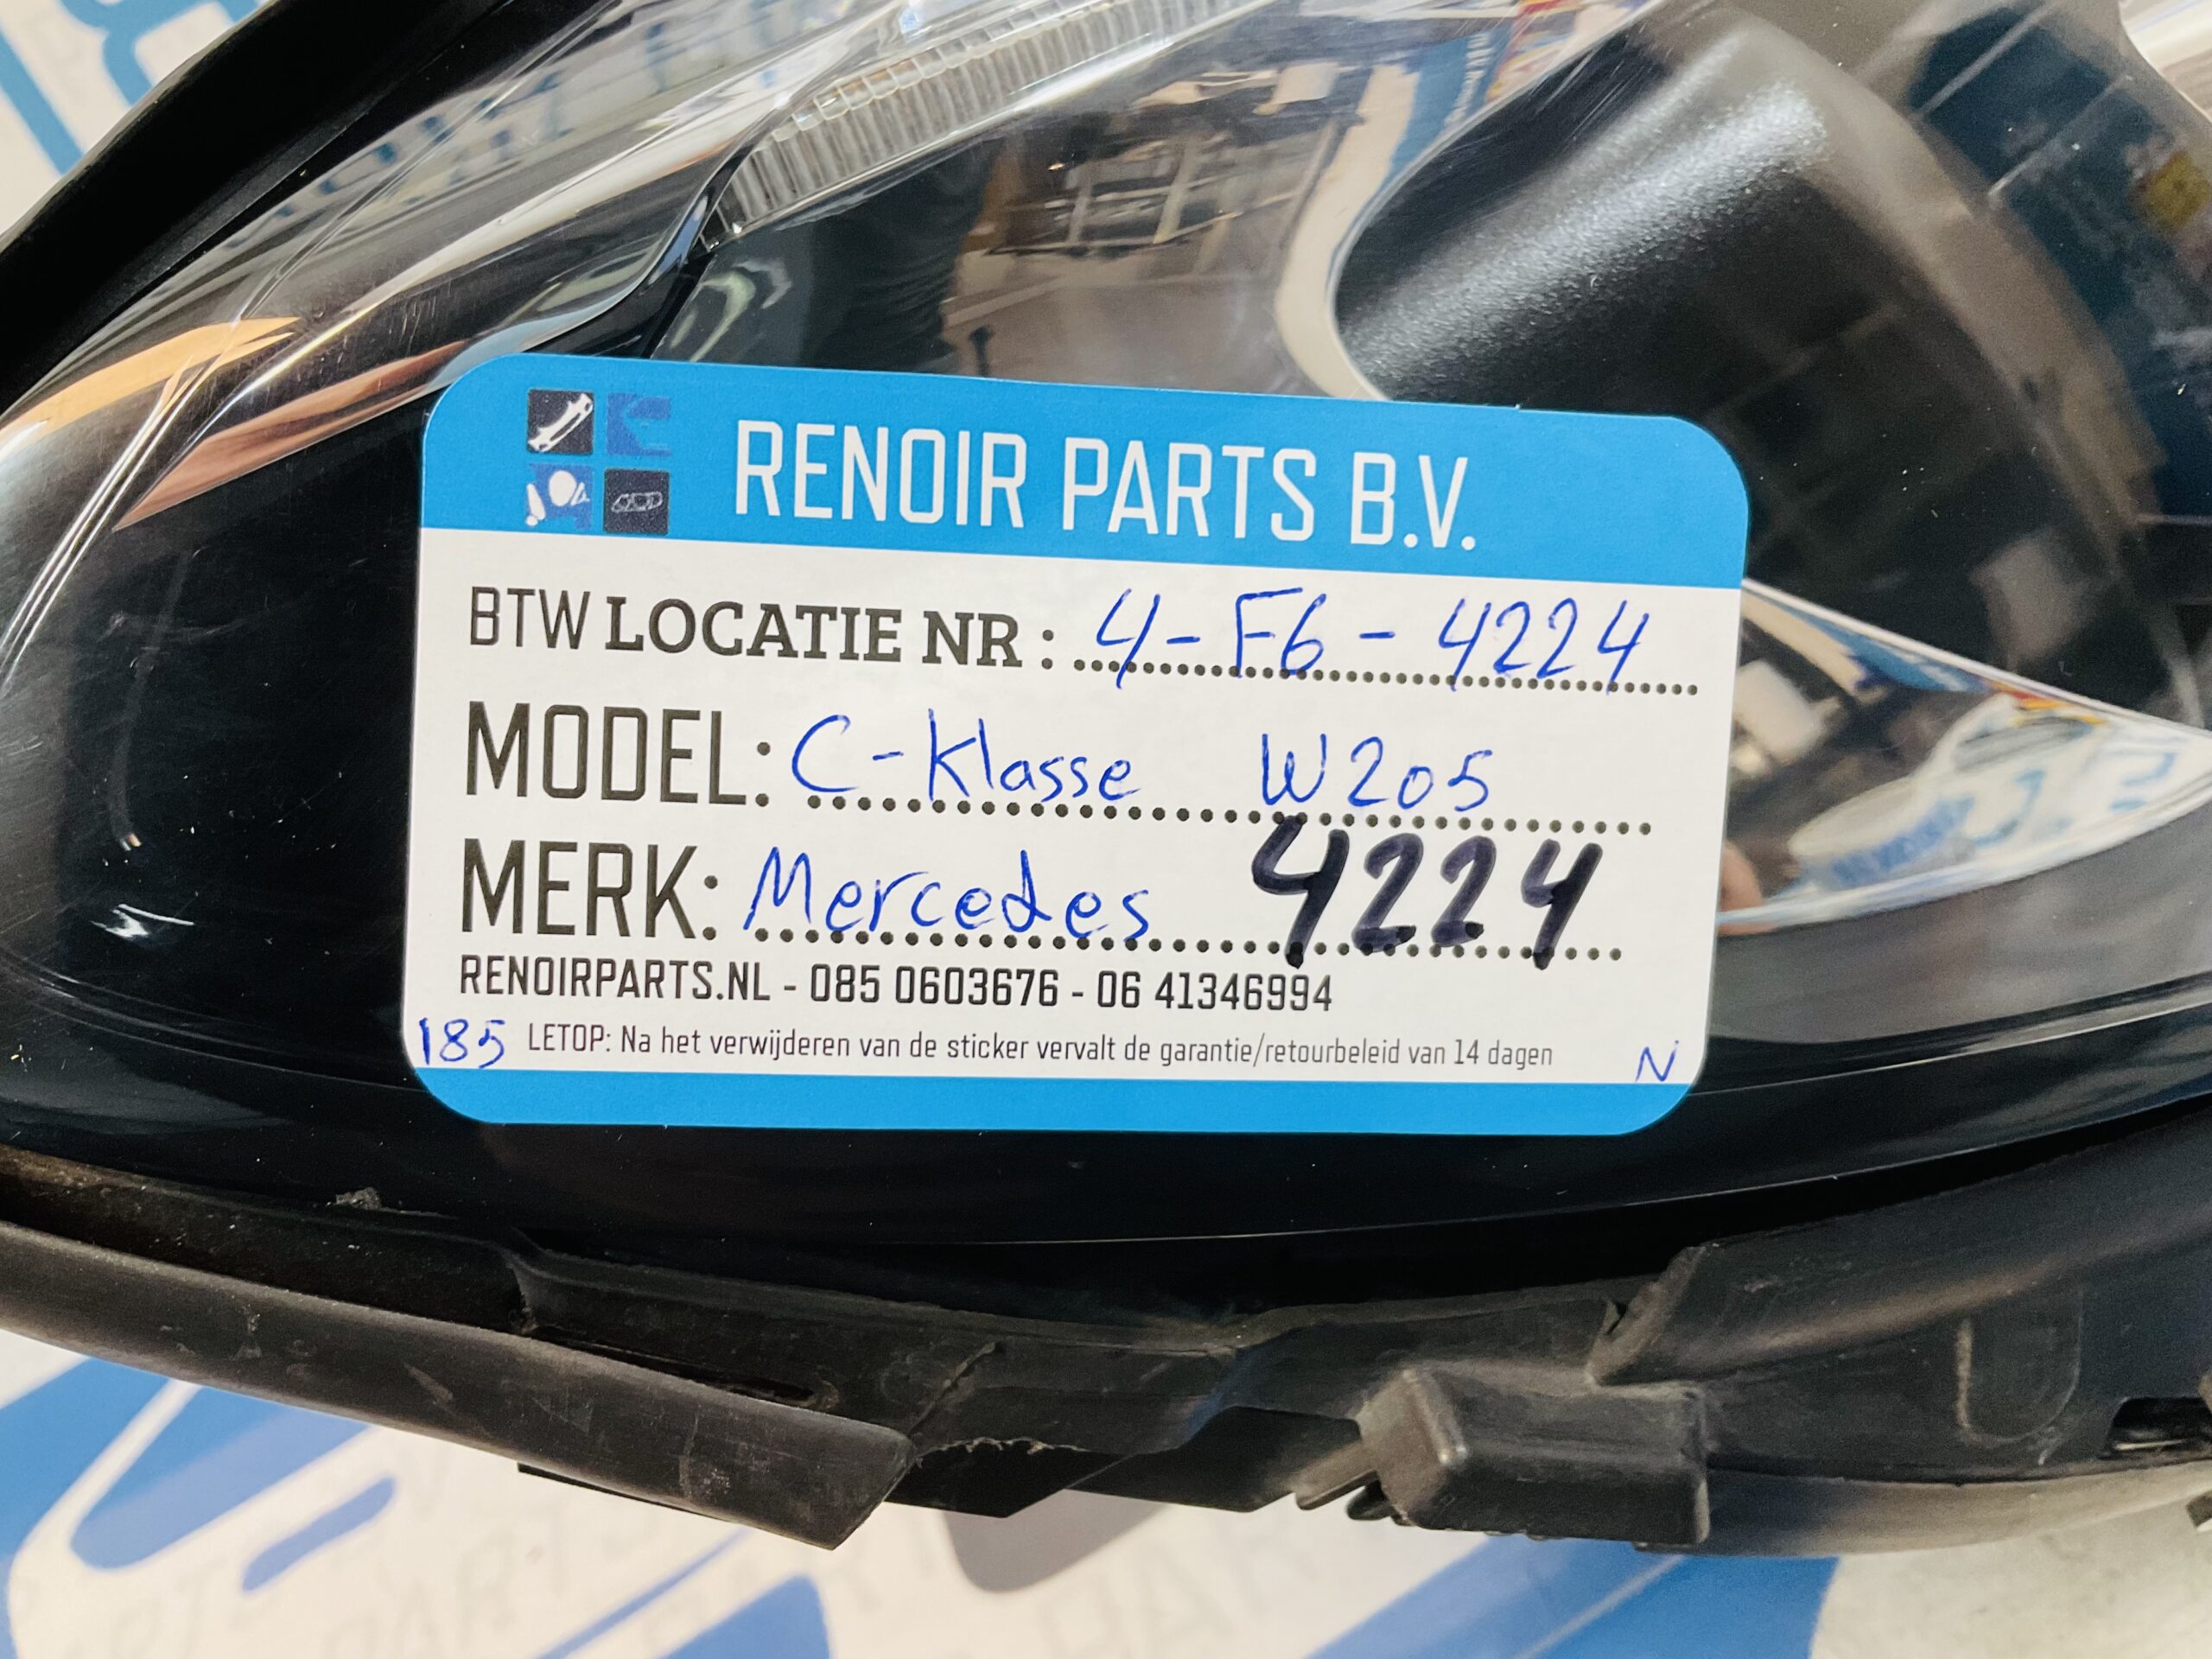 RENOIR PARTS B.V.
BTW LOCATIE NR : 4-F6-4224
MODEL: C-Klasse W205
MERK: Mercedes 4224
RENOIRPARTS.NL - 085 0603676 - 06 41346994
185 LETOP: Na het verwijderen van de sticker vervalt de garantie/retourbeleid van 14 dagen N